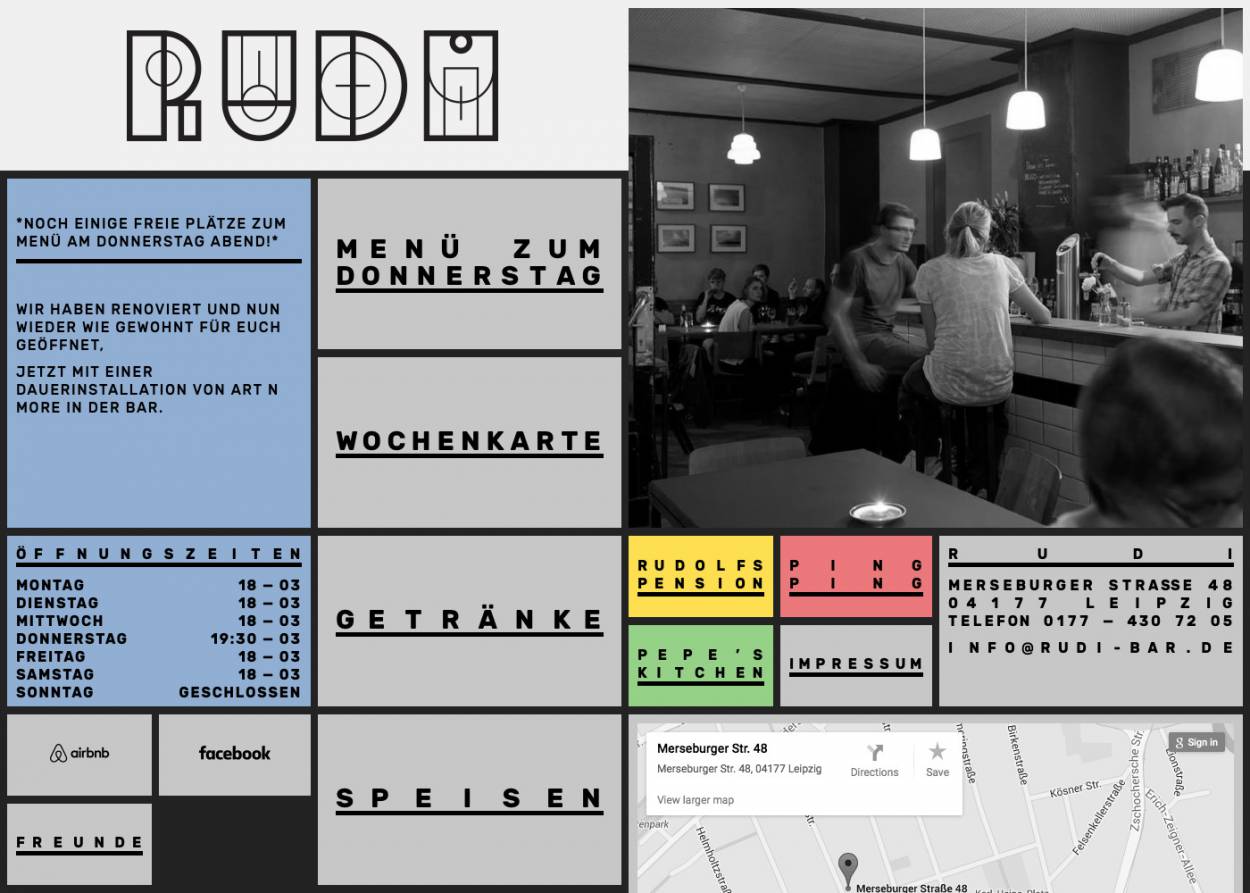 RUDI
*NOCH EINIGE FREIE PLÄTZE ZUM
MENÜ AM DONNERSTAG ABEND!*
WIR HABEN RENOVIERT UND NUN
WIEDER WIE GEWOHNT FÜR EUCH
GEÖFFNET,
JETZT MIT EINER
DAUERINSTALLATION VON ART N
MORE IN DER BAR.
MENÜ ZUM
DONNERSTAG
WOCHENKARTE
ÖFFNUNGSZEITEN
MONTAG 18 – 03
DIENSTAG 18 – 03
MITTWOCH 18 – 03
DONNERSTAG 19:30 – 03
FREITAG 18 – 03
SAMSTAG 18 – 03
SONNTAG GESCHLOSSEN
GETRÄNKE
RUDOLFS
PENSION
PING
PING
PEPE'S
KITCHEN
IMPRESSUM
RUDI
MERSEBURGER STRASSE 48
04177 LEIPZIG
TELEFON 0177 – 430 72 05
INFO@RUDI-BAR.DE
airbnb
facebook
FREUNDE
SPEISEN
Merseburger Str. 48
Merseburger Str. 48, 04177 Leipzig
Directions
Save
View larger map
Sign in
Birkenstraße
Kösner Str.
Zschochersche Str.
Felsenkellerstraße
Erich-Zeigner-Allee
Helmholtzstraß
Merseburger Straße 48